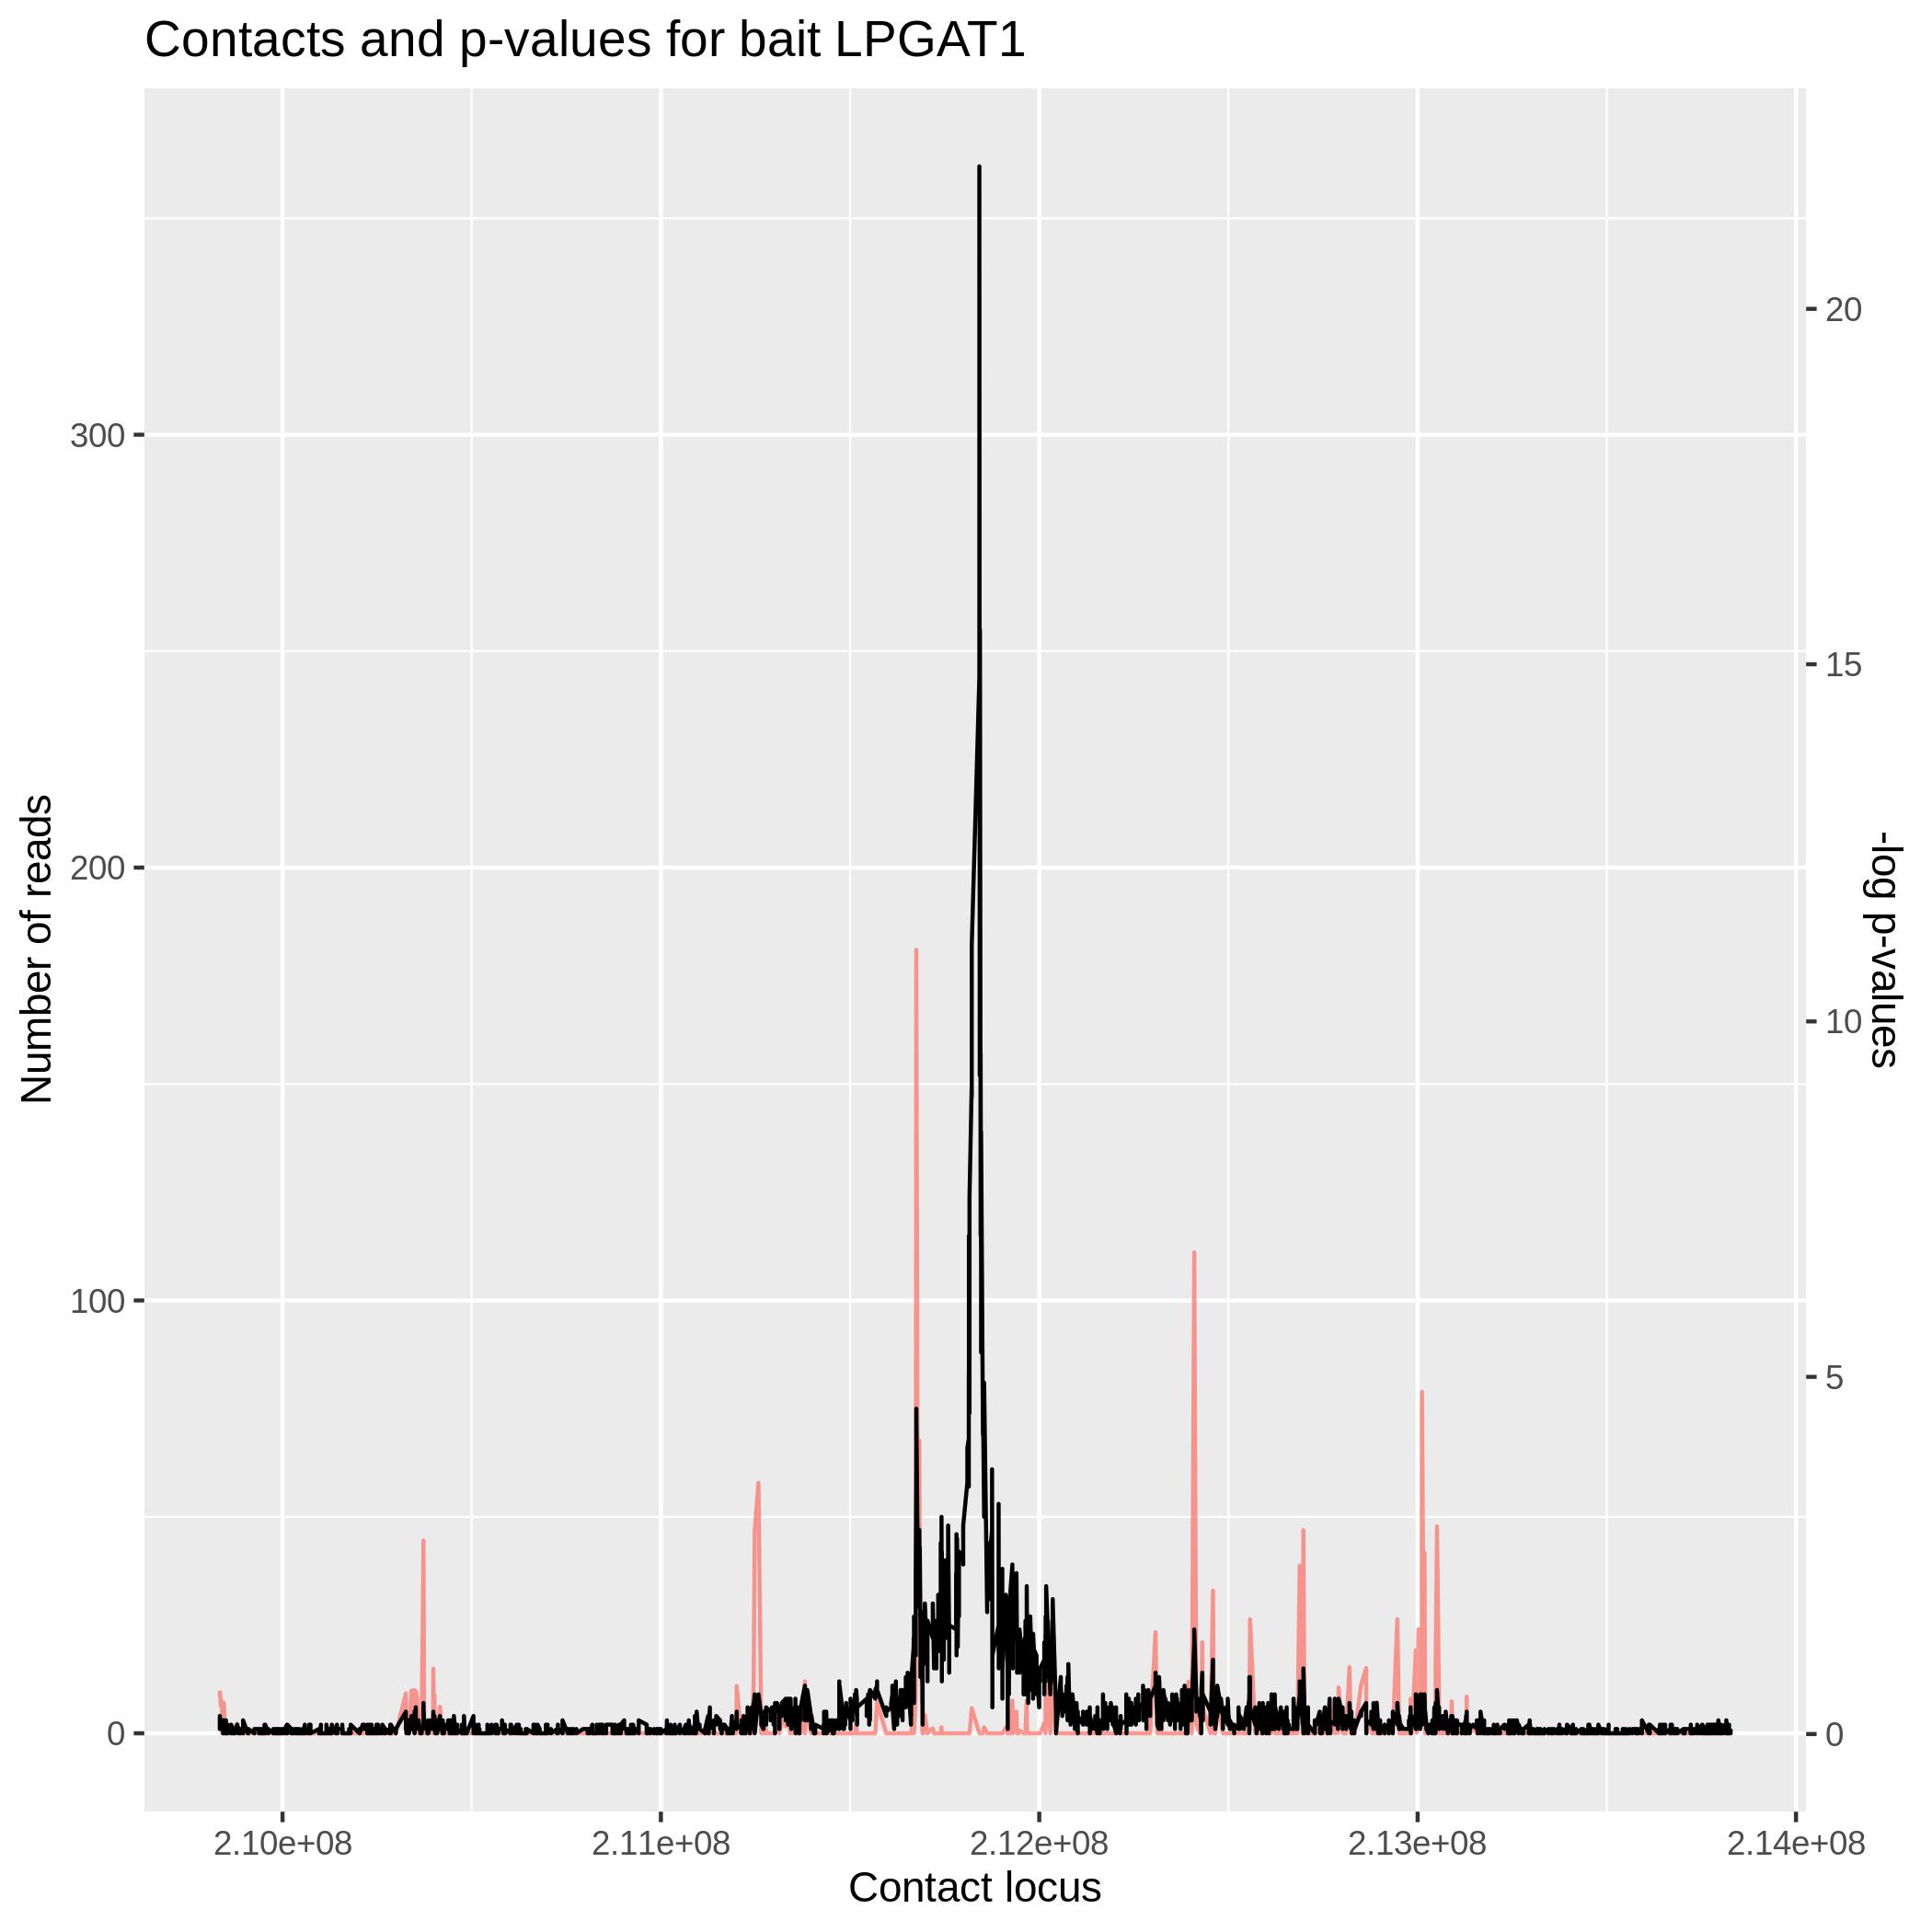 Contacts and p-values for bait LPGAT1
Number of reads
300
200
100
0
20
15
10
5
0
-log p-values
2.10e+08
2.11e+08
2.12e+08
2.13e+08
2.14e+08
Contact locus